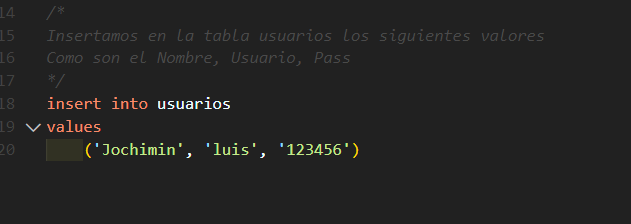 14 /*
15 Insertamos en la tabla usuarios los siguientes valores
16 Como son el Nombre, Usuario, Pass
17 */
18 insert into usuarios
19 values
20 ('Jochimin', 'luis', '123456')